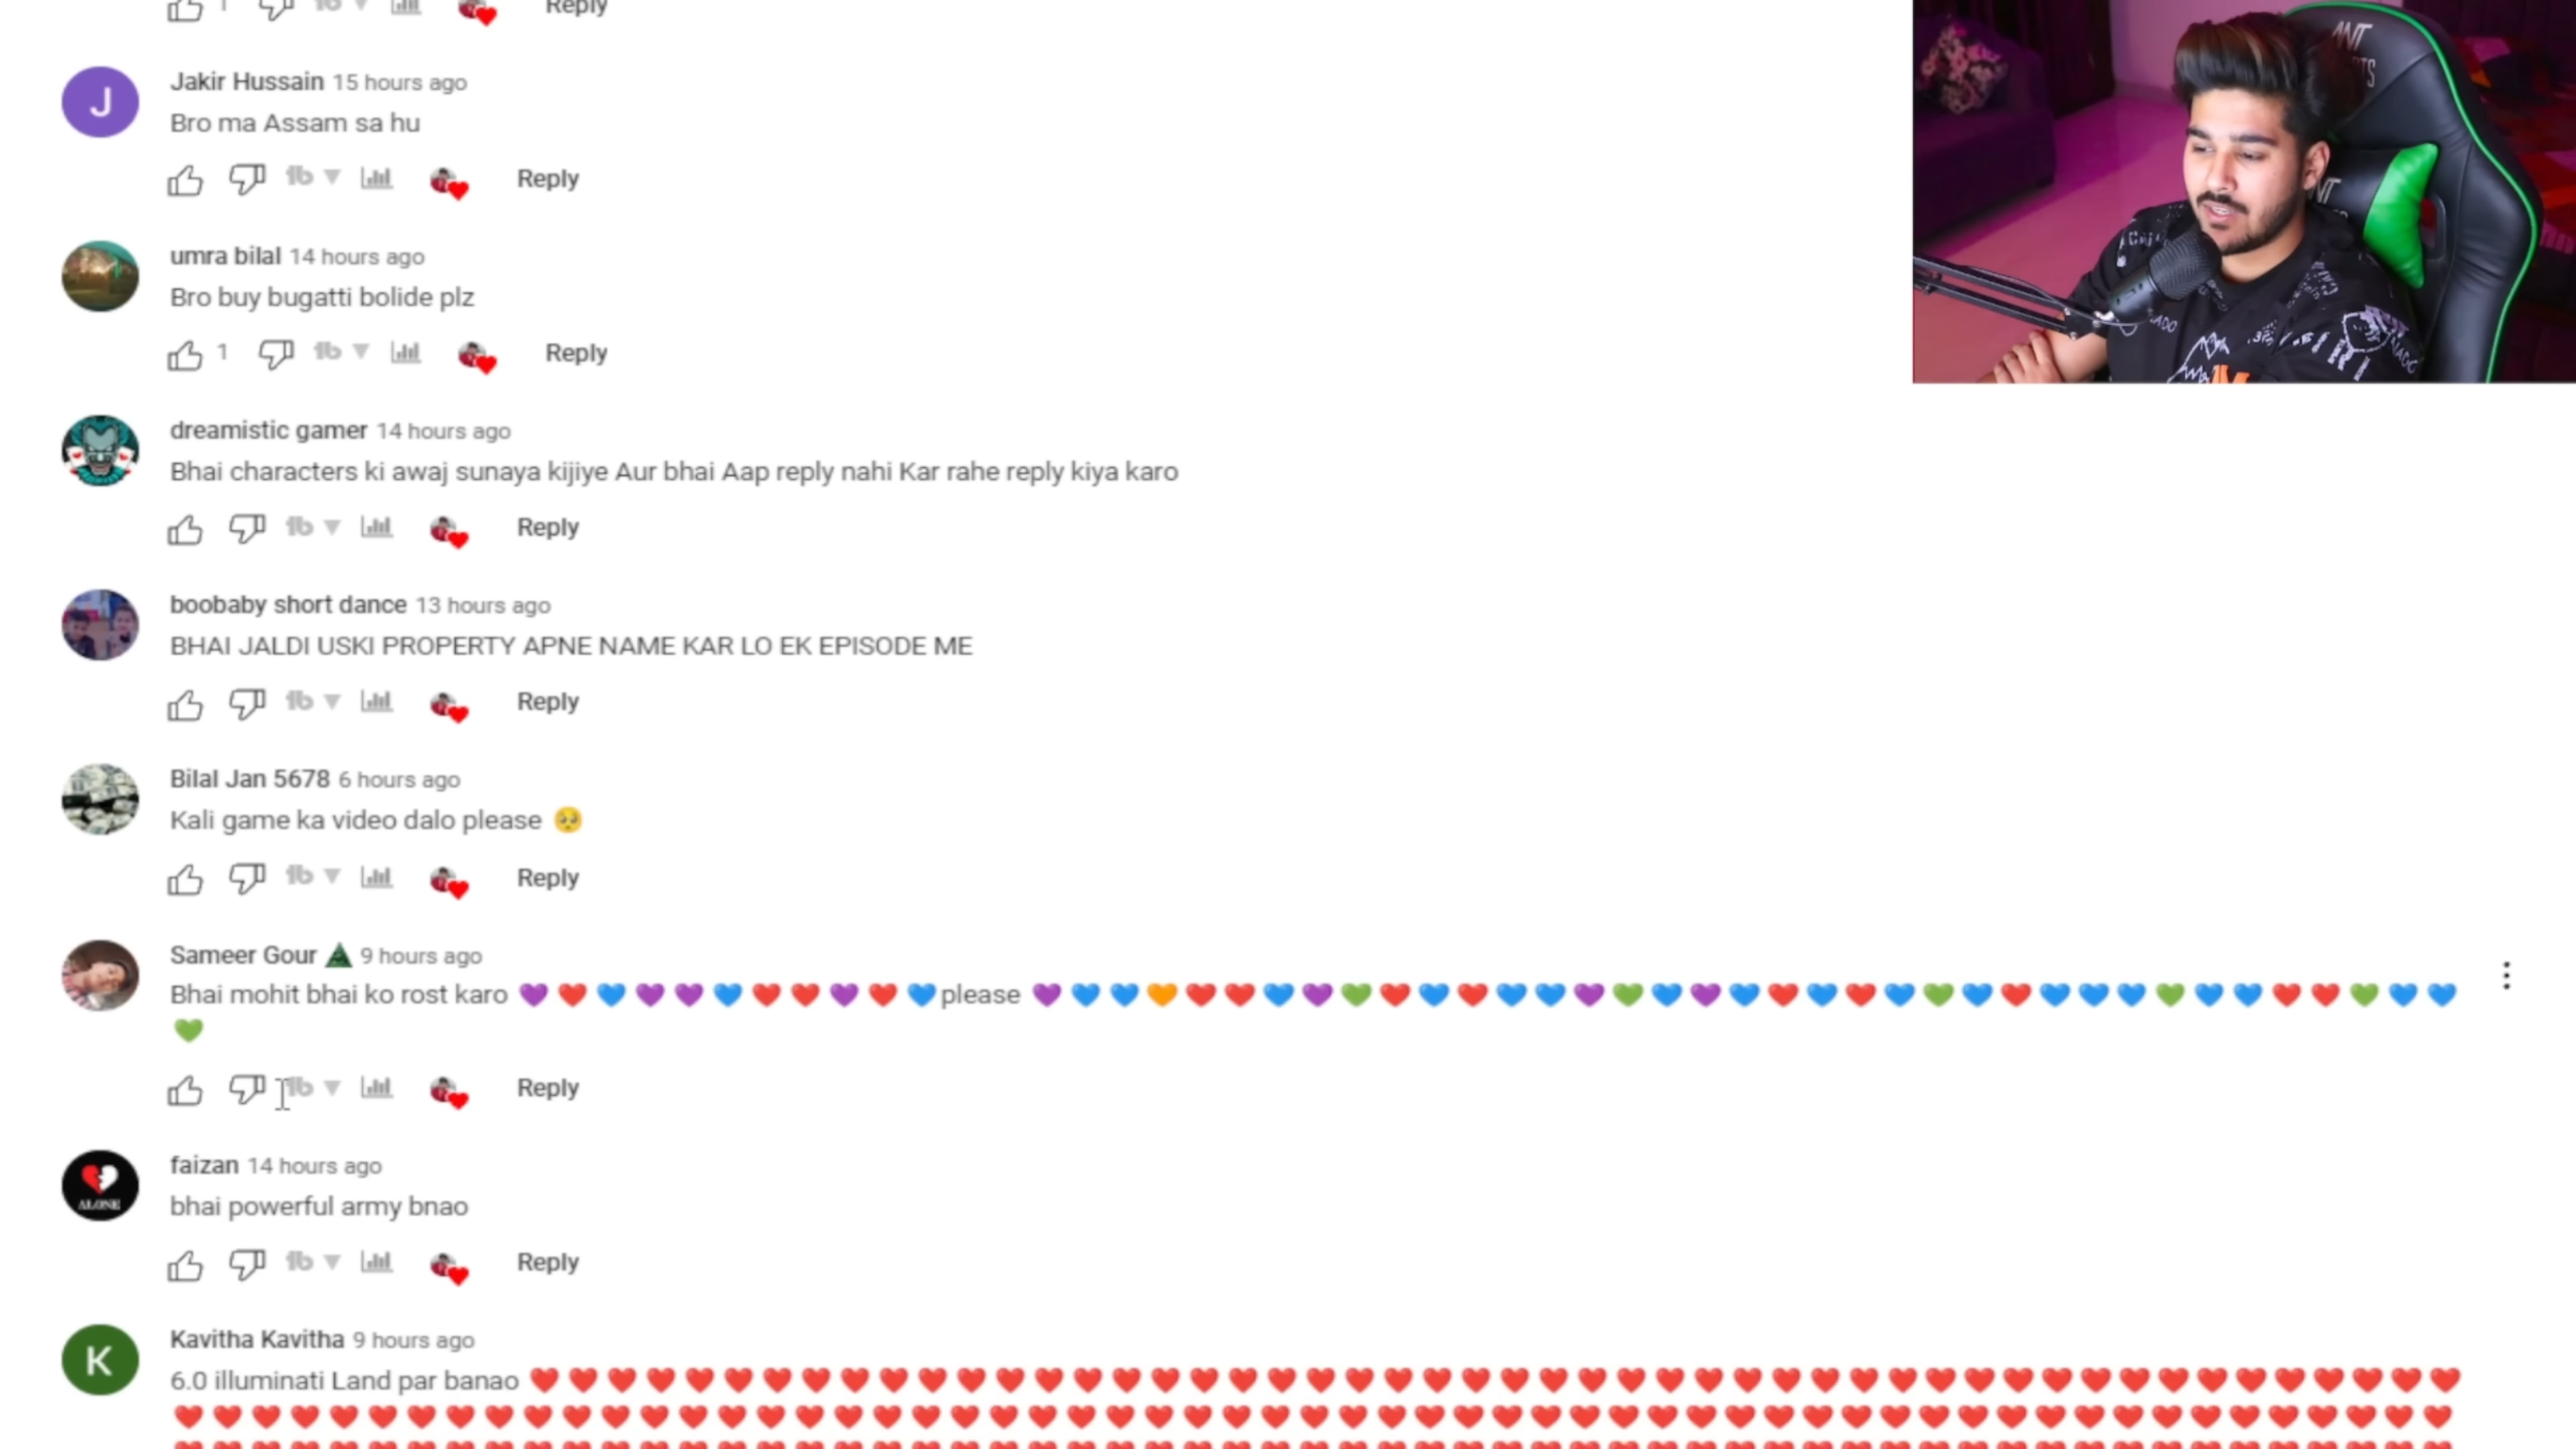 1 Reply
Jakir Hussain 15 hours ago
Bro ma Assam sa hu
Reply
umra bilal 14 hours ago
Bro buy bugatti bolide plz
1 Reply
dreamistic gamer 14 hours ago
Bhai characters ki awaj sunaya kijiye Aur bhai Aap reply nahi Kar rahe reply kiya karo
Reply
boobaby short dance 13 hours ago
BHAI JALDI USKI PROPERTY APNE NAME KAR LO EK EPISODE ME
Reply
Bilal Jan 5678 6 hours ago
Kali game ka video dalo please 🥺
Reply
Sameer Gour 9 hours ago
Bhai mohit bhai ko rost karo 💜❤️💙💜💜💙❤️❤️💜❤️💙please 💜💙💙🧡❤️❤️💙💜💚❤️💙❤️💙💙💜💚💙💜💙❤️💙❤️💙💚💙❤️💙💙💙💚💙💙❤️❤️💚💙💙
💚
Reply
faizan 14 hours ago
bhai powerful army bnao
ALONE
Reply
Kavitha Kavitha 9 hours ago
K
6.0 illuminati Land par banao
J
ANT